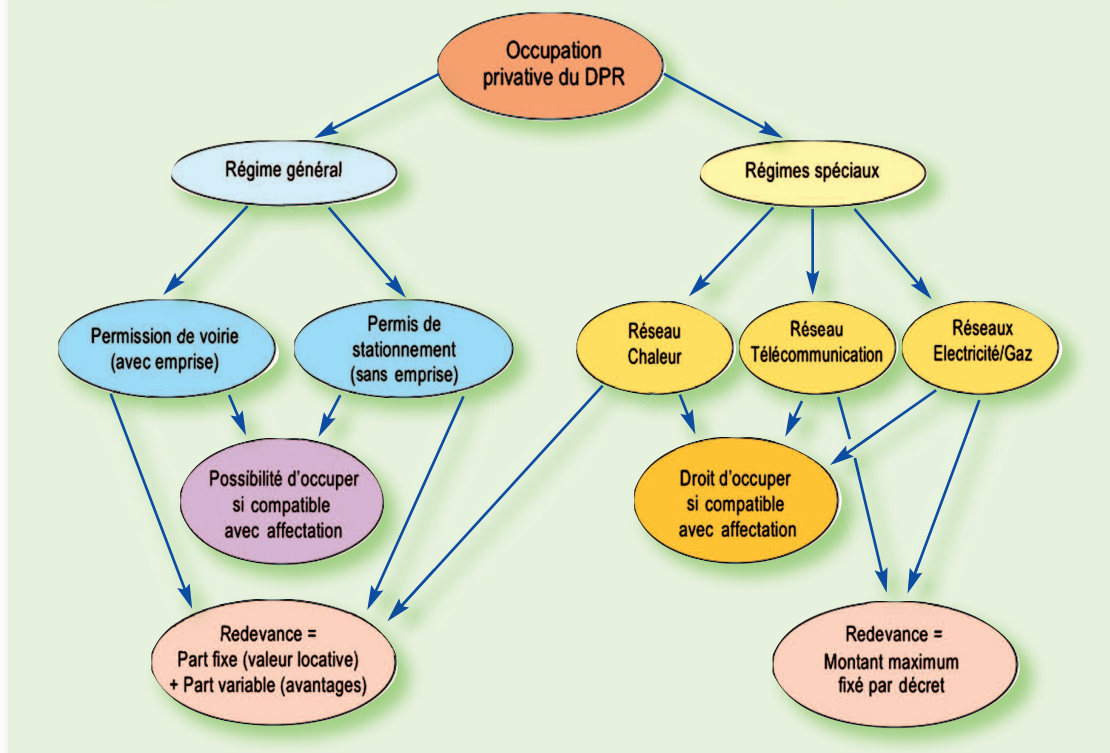 Occupation
privative du DPR
Régime général
Régimes spéciaux
Permission de voirie
(avec emprise)
Permis de
stationnement
(sans emprise)
Réseau
Chaleur
Réseau
Télécommunication
Réseaux
Electricité/Gaz
Possibilité d'occuper
si compatible
avec affectation
Droit d'occuper
si compatible
avec affectation
Redevance =
Part fixe (valeur locative)
+ Part variable (avantages)
Redevance =
Montant maximum
fixé par décret